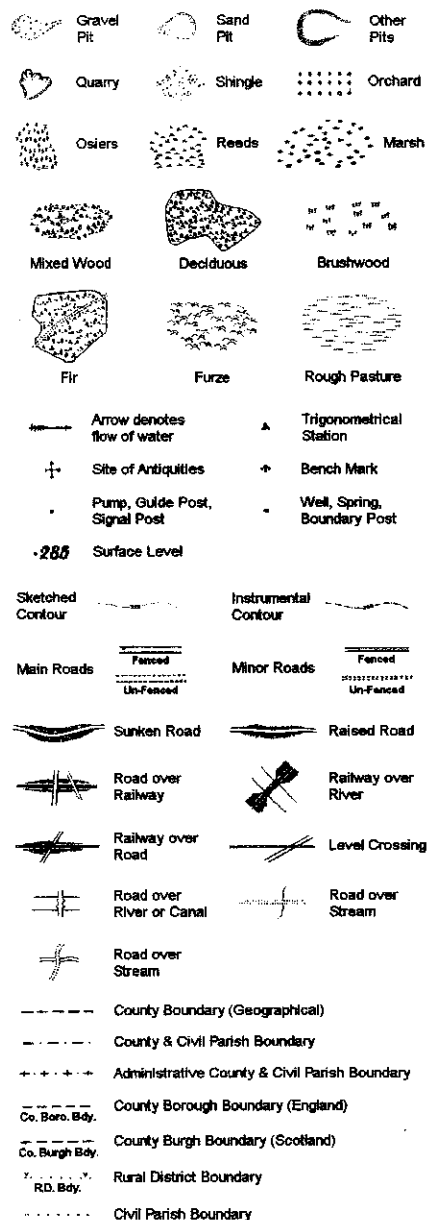 Gravel Pit
Sand Pit
Other Pits
Quarry
Shingle
Orchard
Osiers
Reeds
Marsh
Mixed Wood
Deciduous
Brushwood
Fir
Furze
Rough Pasture
Arrow denotes
flow of water
Trigonometrical
Station
Site of Antiquities
Bench Mark
Pump, Guide Post,
Signal Post
Well, Spring,
Boundary Post
·285
Surface Level
Sketched
Contour
Instrumental
Contour
Main Roads
Fenced
Un-Fenced
Minor Roads
Fenced
Un-Fenced
Sunken Road
Raised Road
Road over
Railway
Railway over
River
Railway over
Road
Level Crossing
Road over
River or Canal
Road over
Stream
Road over
Stream
County Boundary (Geographical)
County & Civil Parish Boundary
Administrative County & Civil Parish Boundary
Co. Boro. Bdy.
County Borough Boundary (England)
Co. Burgh Bdy.
County Burgh Boundary (Scotland)
R.D. Bdy.
Rural District Boundary
Civil Parish Boundary